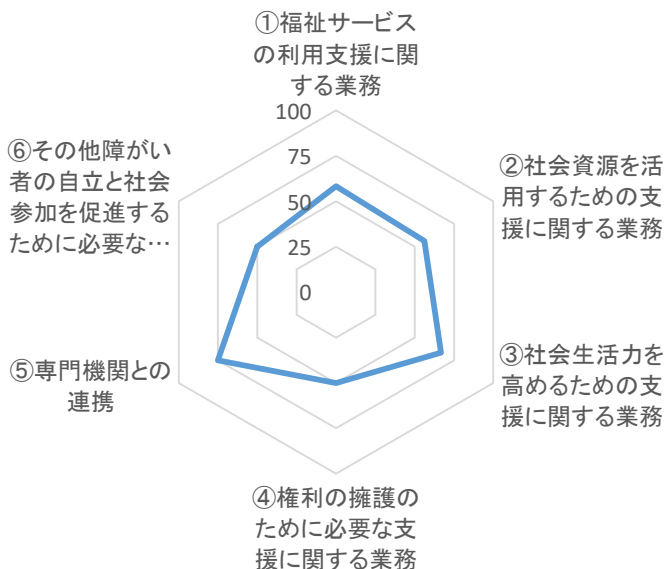 ①福祉サービス
の利用支援に関
する業務
100
75
50
25
0
②社会資源を活
用するための支
援に関する業務
③社会生活力を
高めるための支
援に関する業務
④権利の擁護の
ために必要な支
援に関する業務
⑤専門機関との
連携
⑥その他障がい
者の自立と社会
参加を促進する
ために必要な…